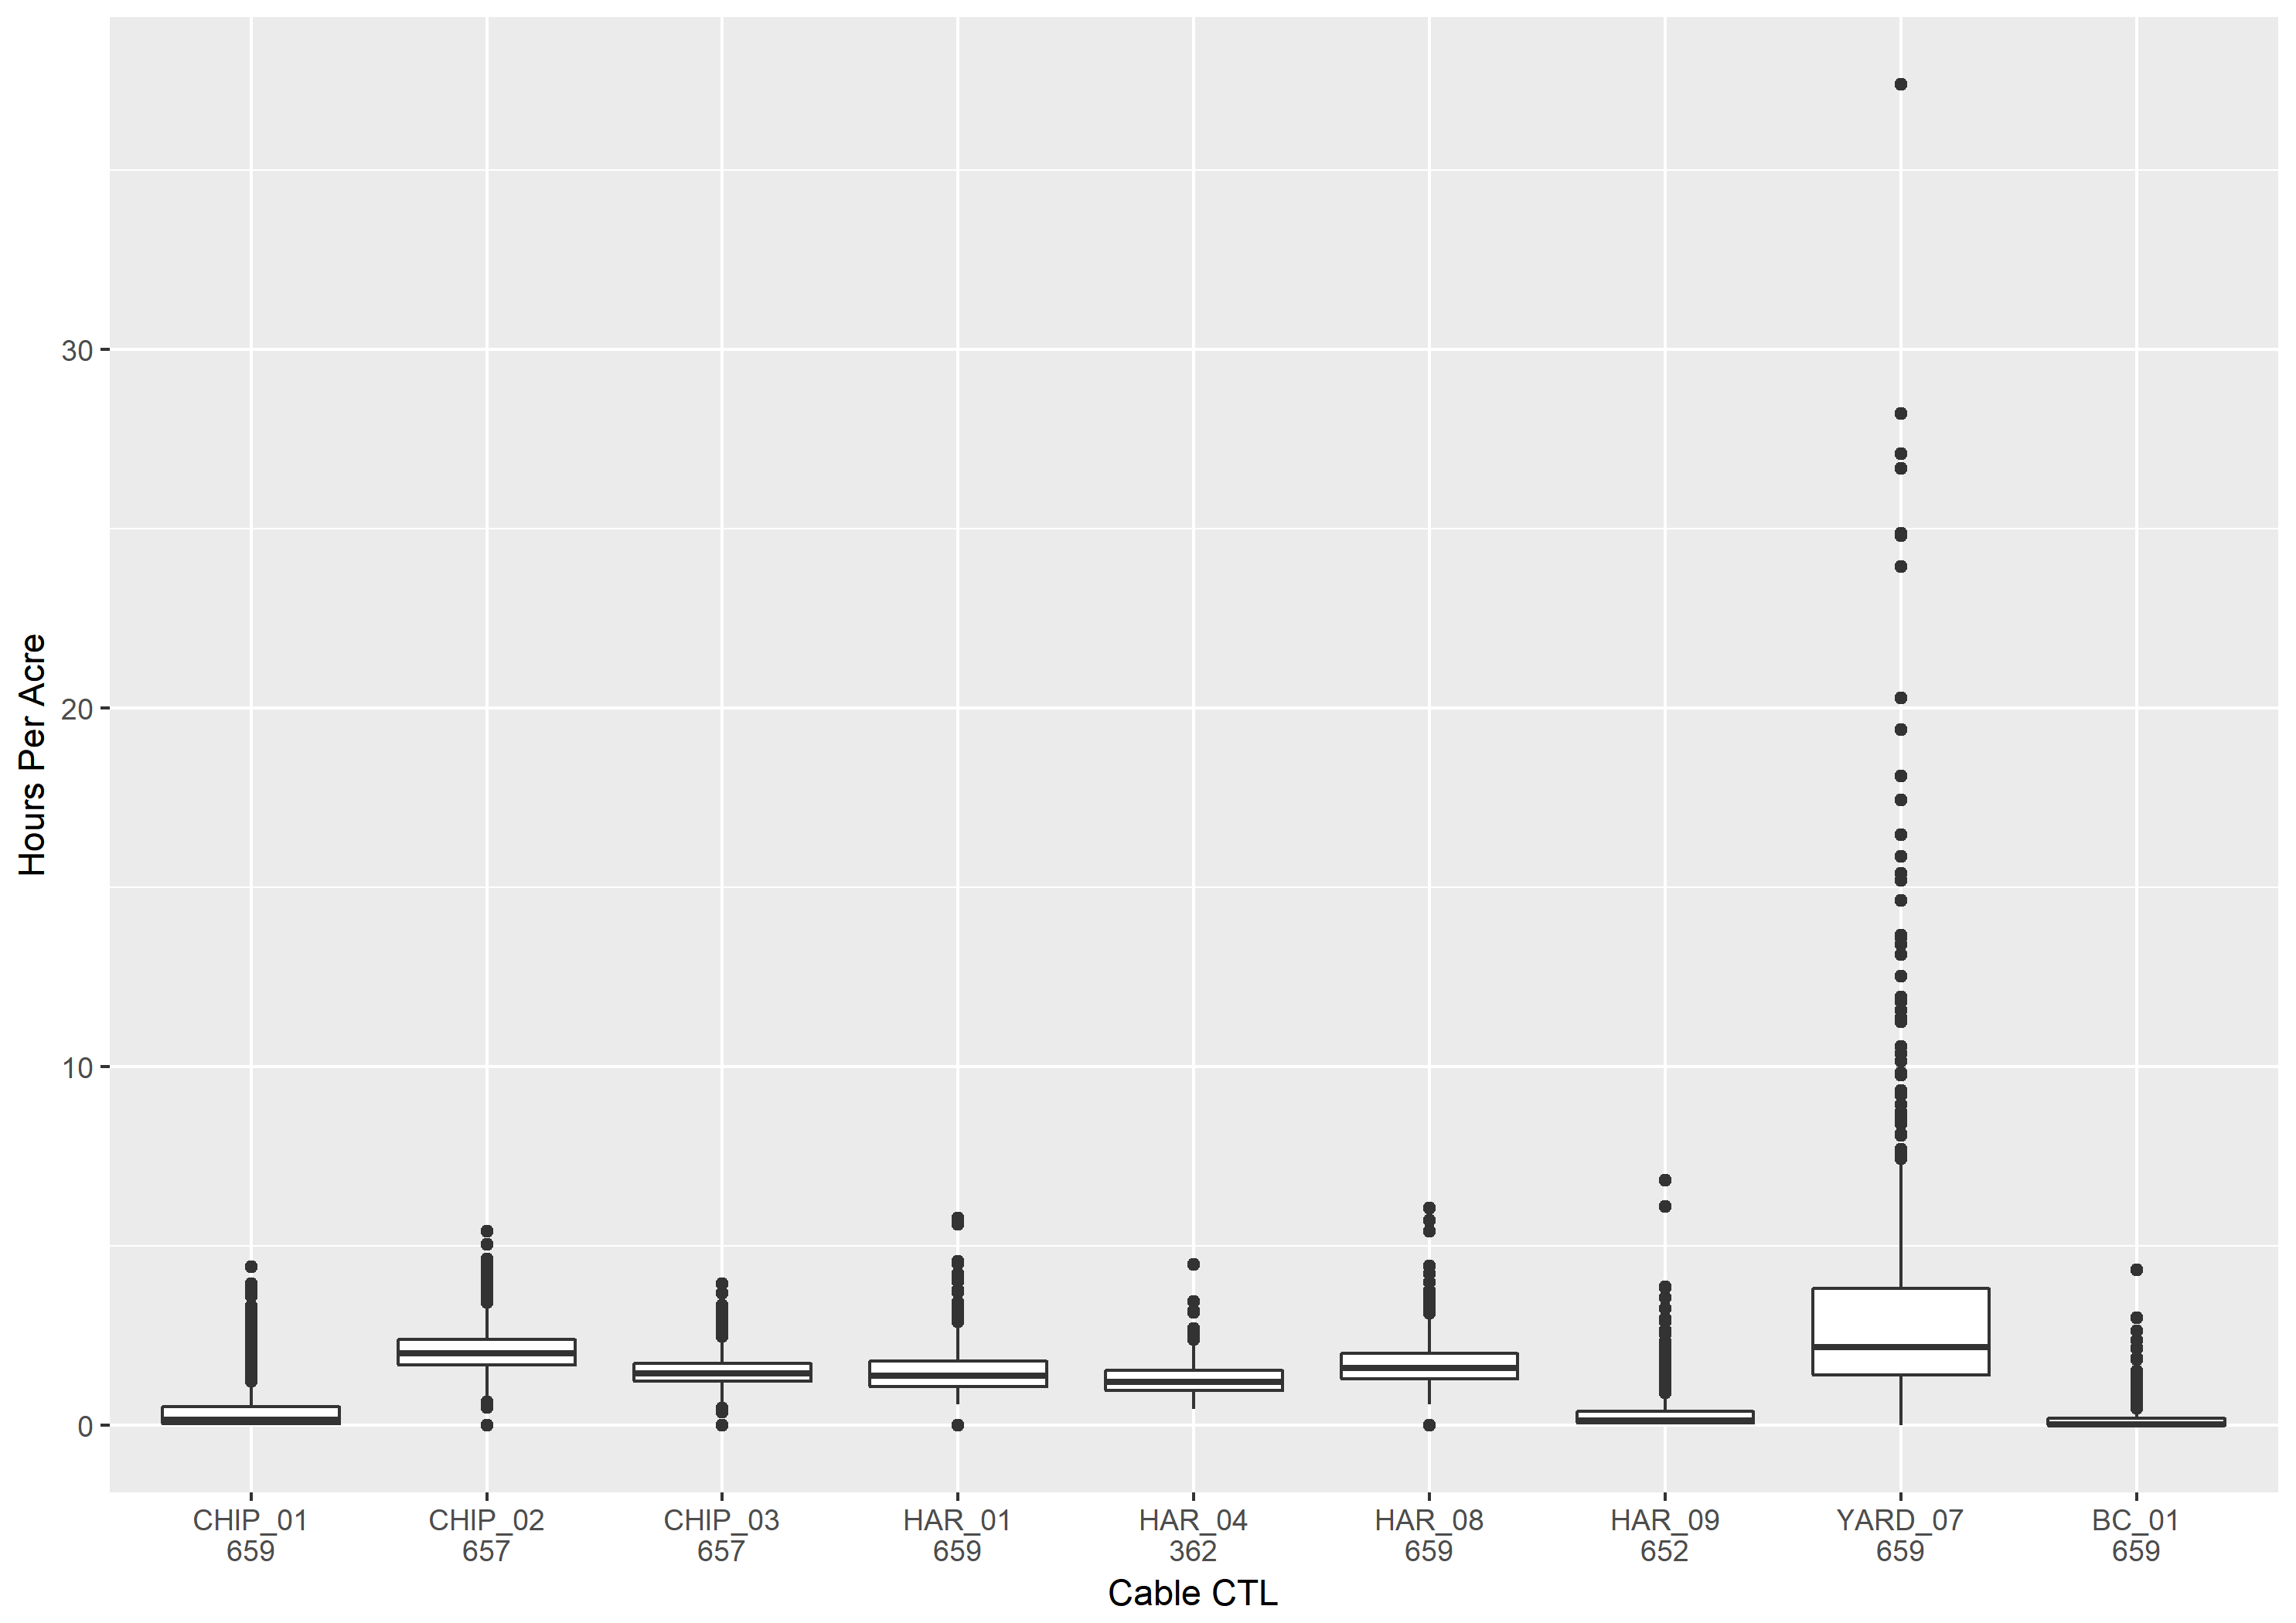 Hours Per Acre
30
20
10
0
CHIP_01 CHIP_02 CHIP_03 HAR_01 HAR_04 HAR_08 HAR_09 YARD_07 BC_01
659 657 657 659 362 659 652 659 659
Cable CTL